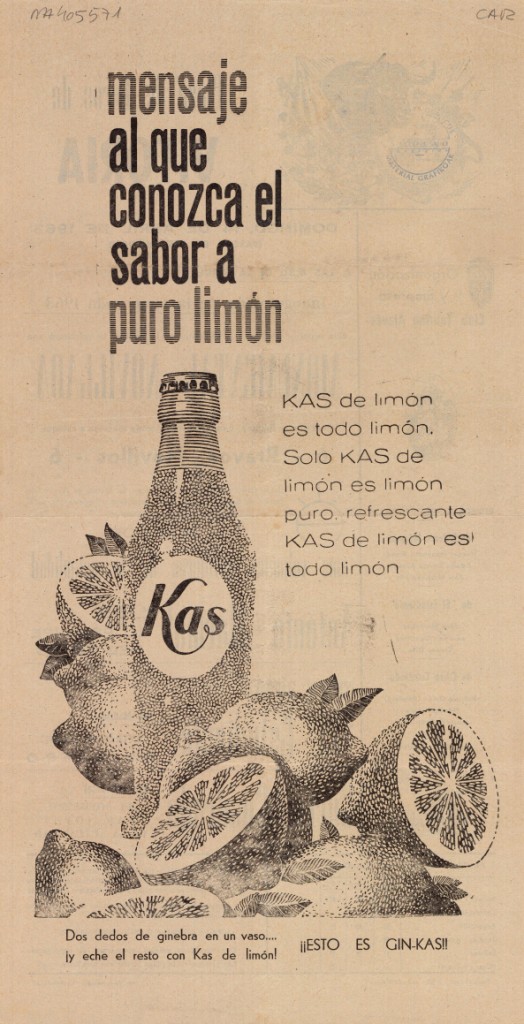 MA405571
CAR
mensaje
al que
conozca el
sabor a
puro limón
KAS de limón
es todo limón.
Solo KAS de
limón es limón
puro. refrescante
KAS de limón es!
todo limón
Kas
Dos dedos de ginebra en un vaso....
¡y eche el resto con Kas de limón!
¡¡ESTO ES GIN-KAS!!